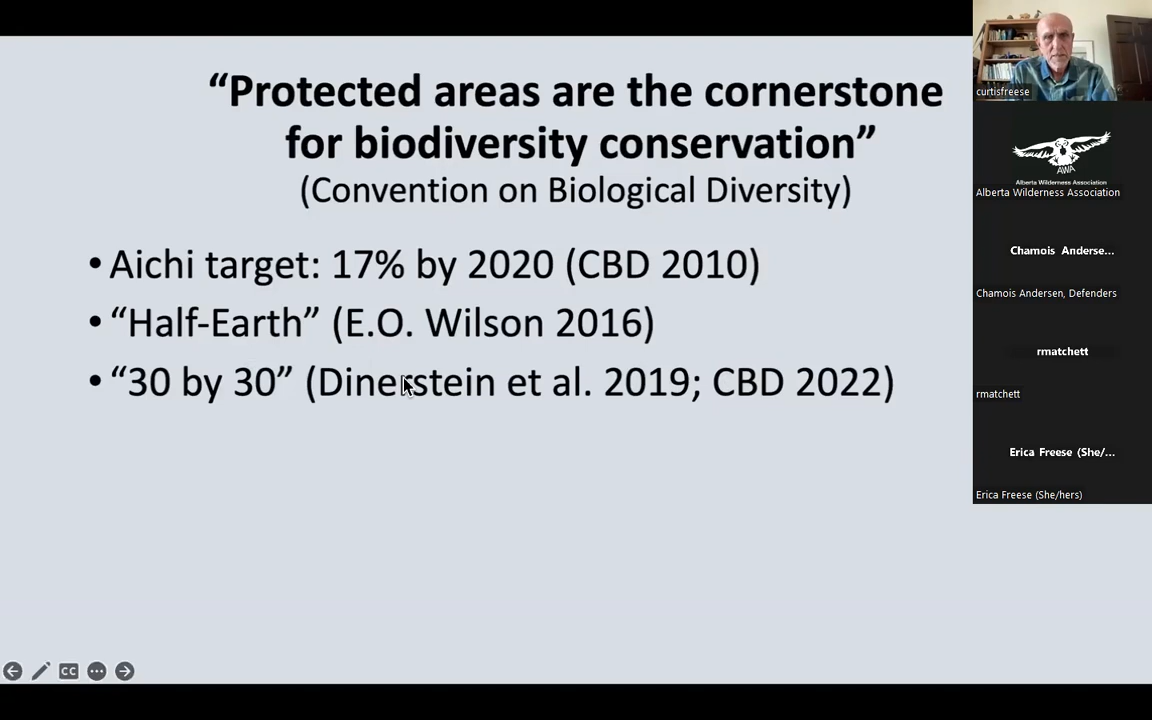 “Protected areas are the cornerstone
for biodiversity conservation”
(Convention on Biological Diversity)
• Aichi target: 17% by 2020 (CBD 2010)
• “Half-Earth” (E.O. Wilson 2016)
• “30 by 30” (Dinerstein et al. 2019; CBD 2022)
CC
curtisfreese
AWA
Alberta Wilderness Association
Alberta Wilderness Association
Chamois Anderse...
Chamois Andersen, Defenders
rmatchett
rmatchett
Erica Freese (She/...
Erica Freese (She/hers)